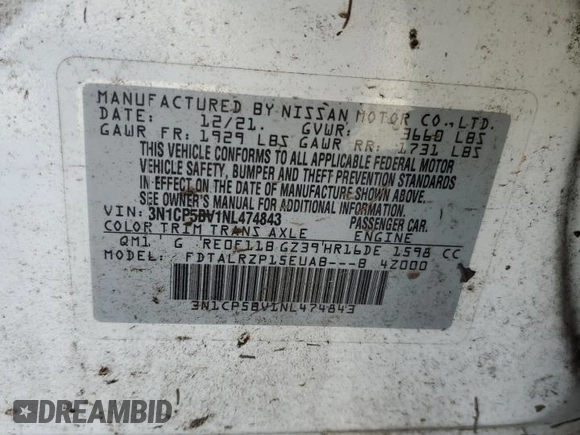 MANUFACTURED BY NISSAN MOTOR CO.,LTD.
DATE: 12/21. GVWR: 3660 LBS
GAWR FR: 1929 LBS GAWR RR: 1731 LBS
THIS VEHICLE CONFORMS TO ALL APPLICABLE FEDERAL MOTOR
VEHICLE SAFETY, BUMPER AND THEFT PREVENTION STANDARDS
IN EFFECT ON THE DATE OF MANUFACTURE SHOWN ABOVE.
SEE OWNER'S MANUAL FOR ADDITIONAL INFORMATION.
VIN: 3N1CP5BV1NL474843 PASSENGER CAR.
COLOR TRIM TRANS AXLE ENGINE
QM1 G RE0F11B GZ39 HR16DE 1598 CC
MODEL: FDTALRZP15EUAB---B 4Z000
3N1CP5BV1NL474843
DREAMBID.com